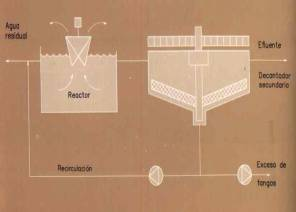 Agua
residual
Efluente
Decantador
secundario
Reactor
Recirculación
Exceso de
fangos